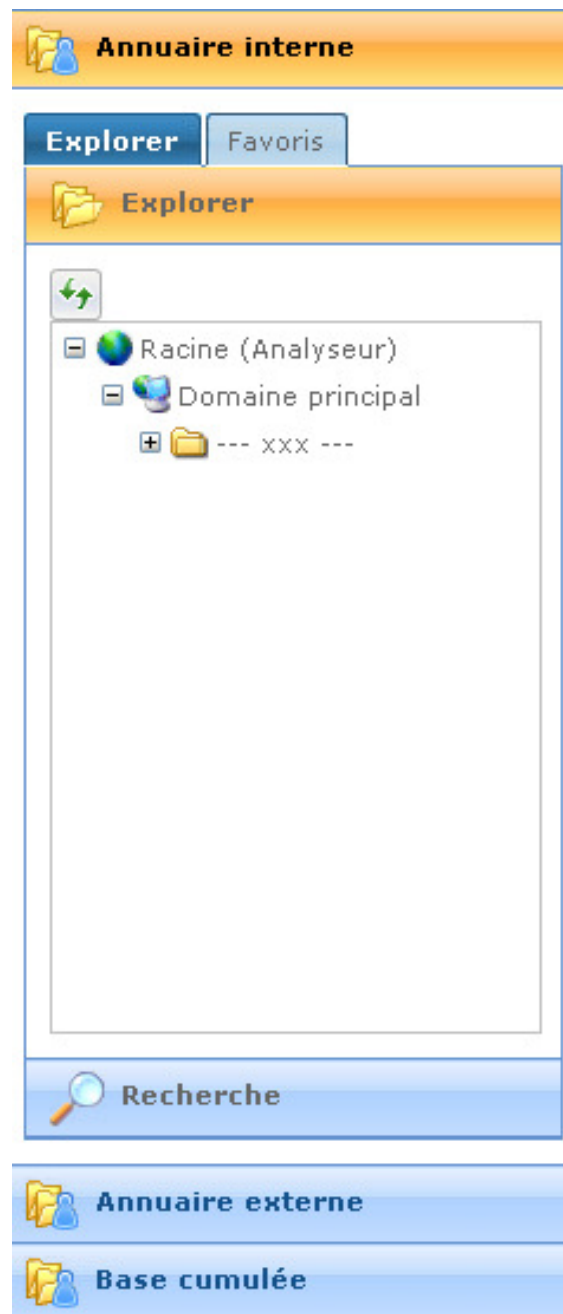 Annuaire interne
Explorer Favoris
Explorer
Racine (Analyseur)
Domaine principal
--- xxx ---
Recherche
Annuaire externe
Base cumulée